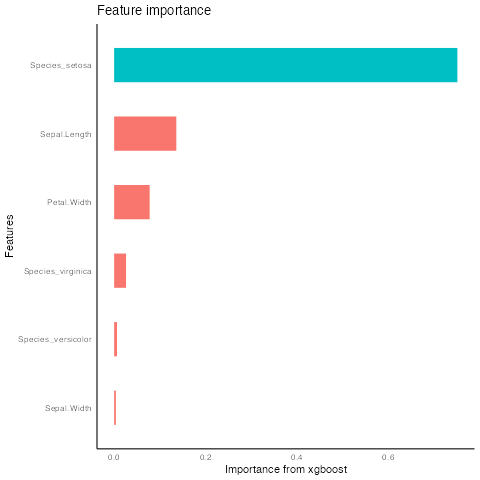 Feature importance
Features
Species_setosa
Sepal.Length
Petal.Width
Species_virginica
Species_versicolor
Sepal.Width
0.0 0.2 0.4 0.6
Importance from xgboost